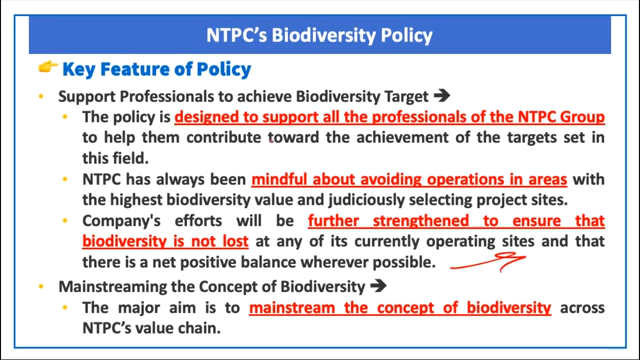 NTPC's Biodiversity Policy
👉 Key Feature of Policy
• Support Professionals to achieve Biodiversity Target ➔
• The policy is designed to support all the professionals of the NTPC Group
to help them contribute toward the achievement of the targets set in
this field.
• NTPC has always been mindful about avoiding operations in areas with
the highest biodiversity value and judiciously selecting project sites.
• Company's efforts will be further strengthened to ensure that
biodiversity is not lost at any of its currently operating sites and that
there is a net positive balance wherever possible.
• Mainstreaming the Concept of Biodiversity ➔
• The major aim is to mainstream the concept of biodiversity across
NTPC's value chain.